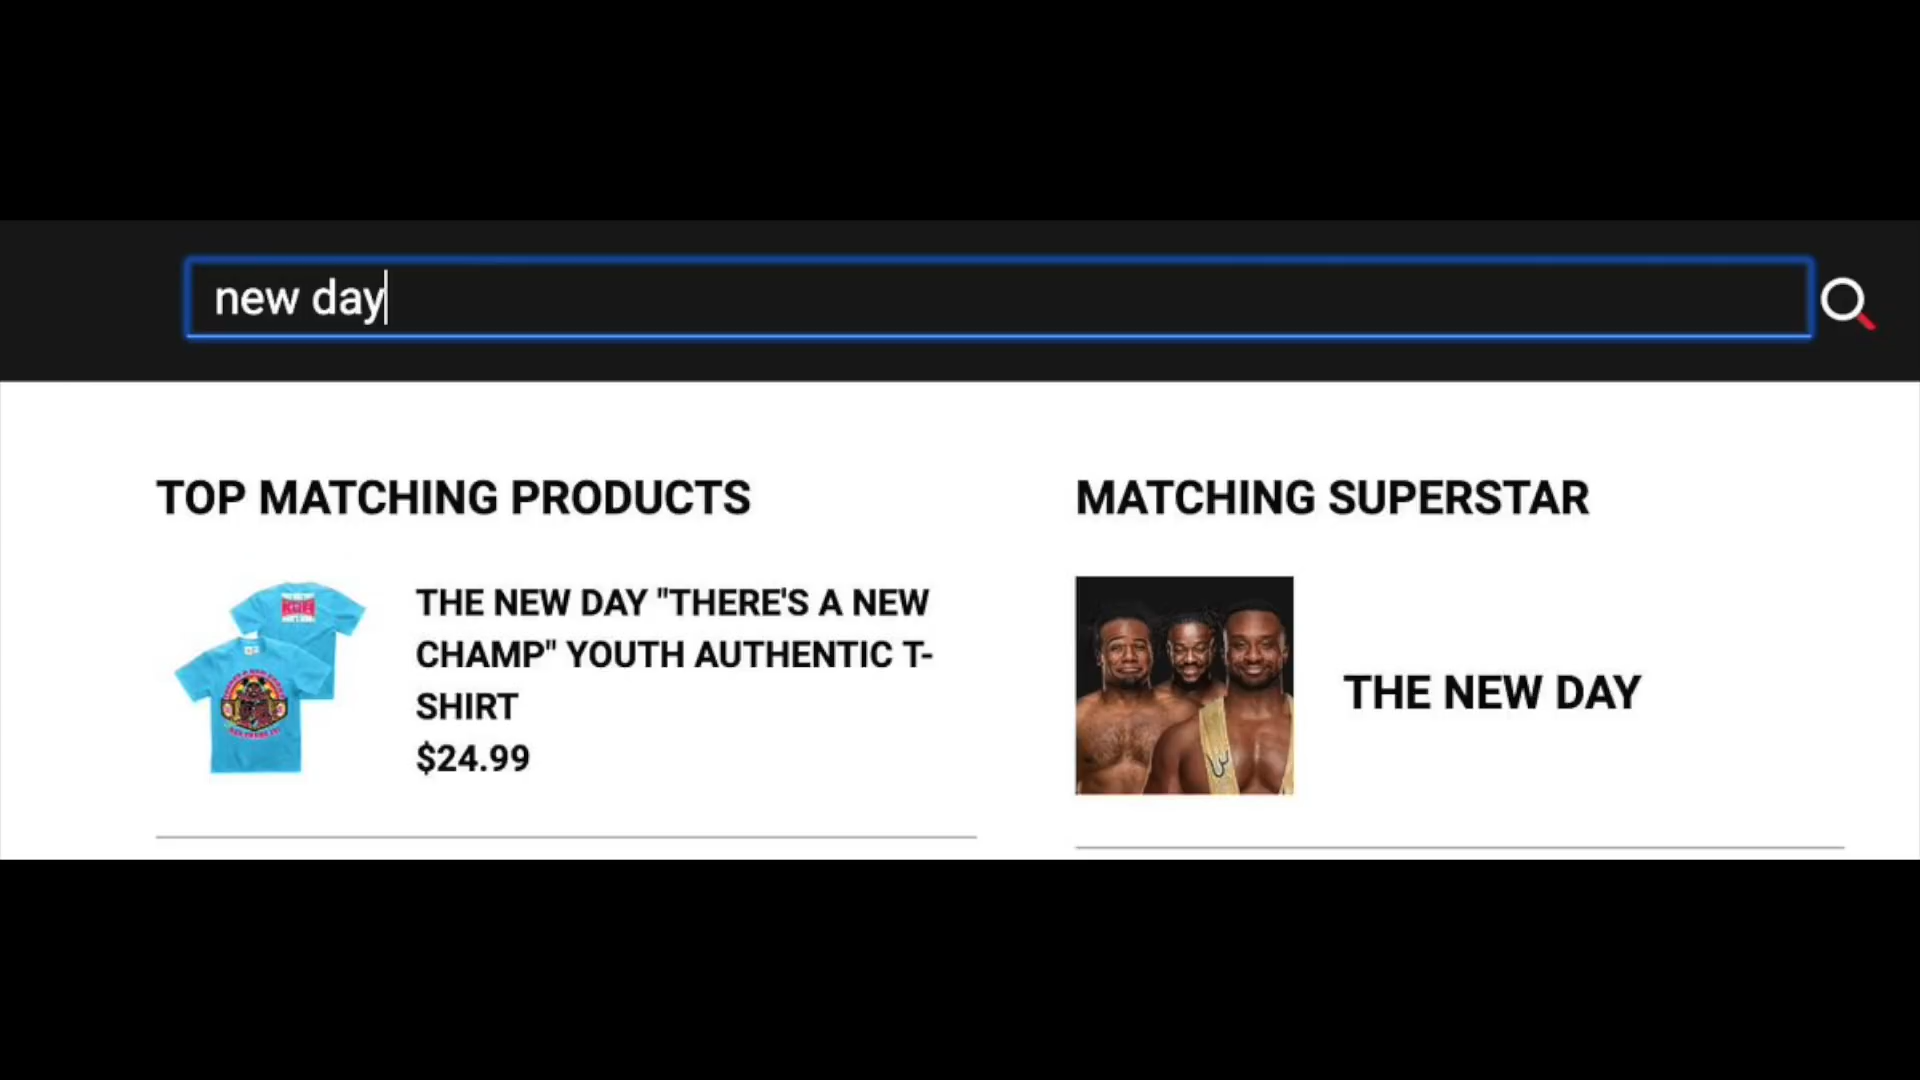 new day
TOP MATCHING PRODUCTS
MATCHING SUPERSTAR
THE NEW DAY "THERE'S A NEW
CHAMP" YOUTH AUTHENTIC T-
SHIRT
$24.99
THE NEW DAY